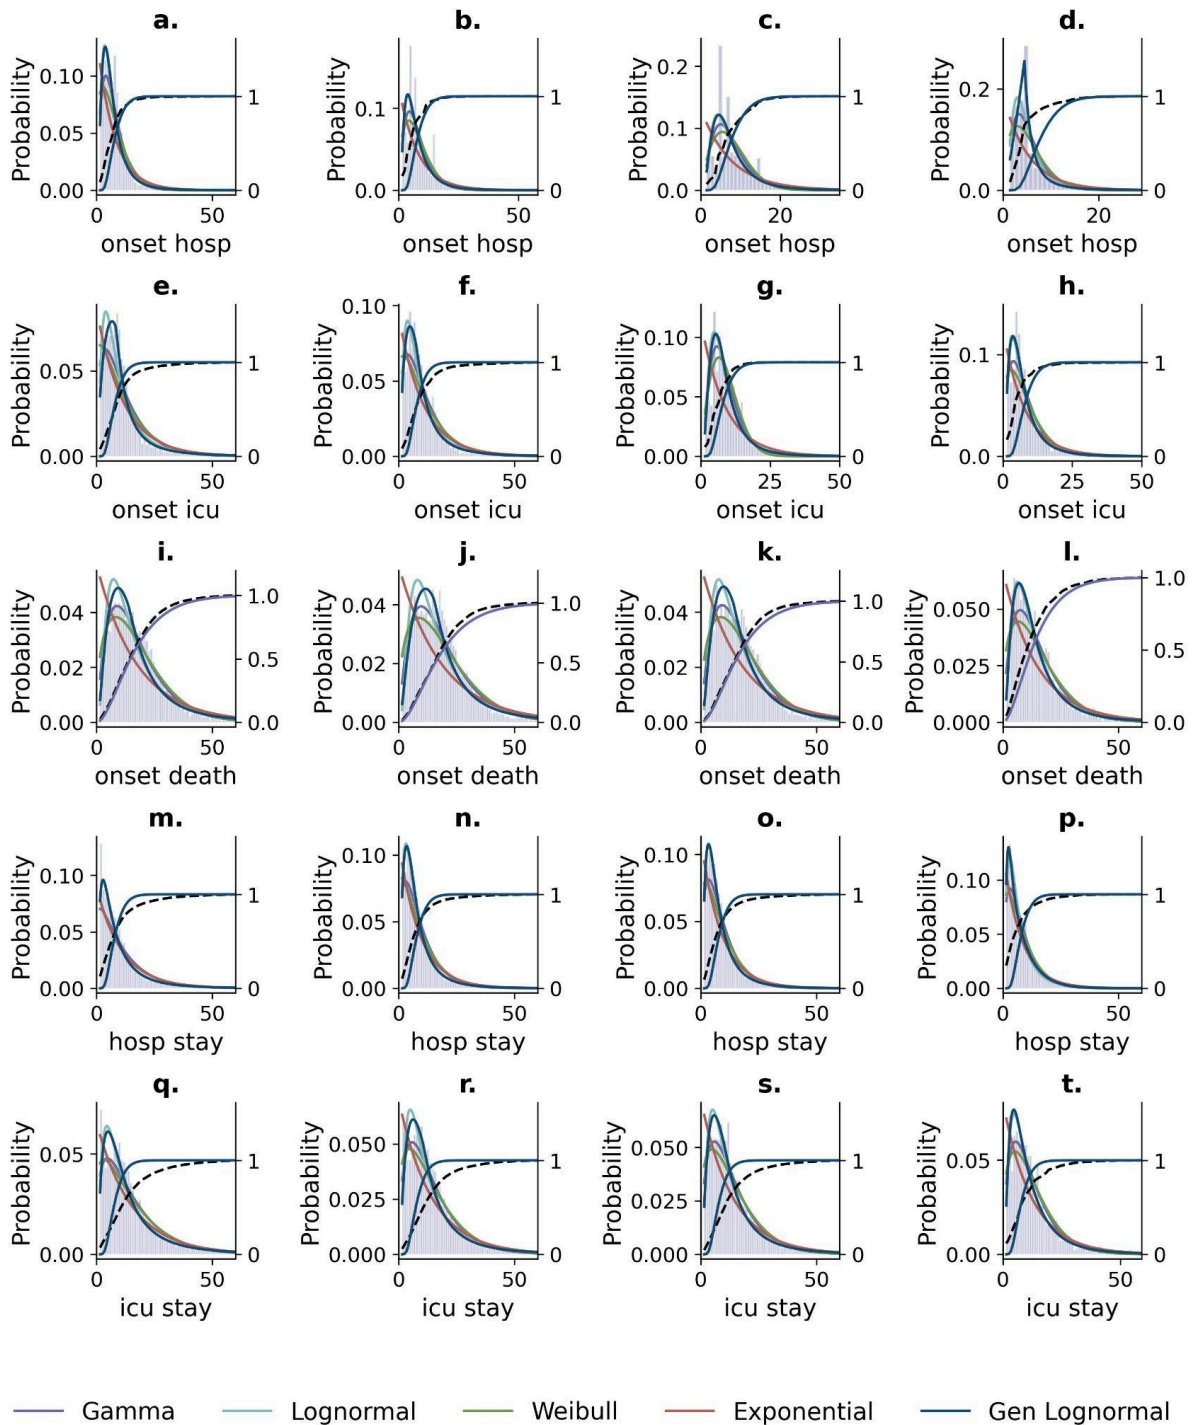 a. b. c. d.
Probability Probability Probability Probability
0.10 0.05 0.00 1 0 0.1 0.0 1 0 0.2 0.1 0.0 1 0 0.2 0.0 1 0
0 50 0 50 0 20 0 20
onset hosp onset hosp onset hosp onset hosp
e. f. g. h.
Probability Probability Probability Probability
0.05 0.00 1 0 0.10 0.05 0.00 1 0 0.10 0.05 0.00 1 0 0.1 0.0 1 0
0 50 0 50 0 25 50 0 25 50
onset icu onset icu onset icu onset icu
i. j. k. l.
Probability Probability Probability Probability
0.04 0.02 0.00 1.0 0.5 0.0 0.04 0.02 0.00 1.0 0.5 0.0 0.04 0.02 0.00 1.0 0.5 0.0 0.050 0.025 0.000 1.0 0.5 0.0
0 50 0 50 0 50 0 50
onset death onset death onset death onset death
m. n. o. p.
Probability Probability Probability Probability
0.10 0.05 0.00 1 0 0.10 0.05 0.00 1 0 0.10 0.05 0.00 1 0 0.10 0.05 0.00 1 0
0 50 0 50 0 50 0 50
hosp stay hosp stay hosp stay hosp stay
q. r. s. t.
Probability Probability Probability Probability
0.05 0.00 1 0 0.050 0.025 0.000 1 0 0.050 0.025 0.000 1 0 0.05 0.00 1 0
0 50 0 50 0 50 0 50
icu stay icu stay icu stay icu stay
Gamma Lognormal Weibull Exponential Gen Lognormal